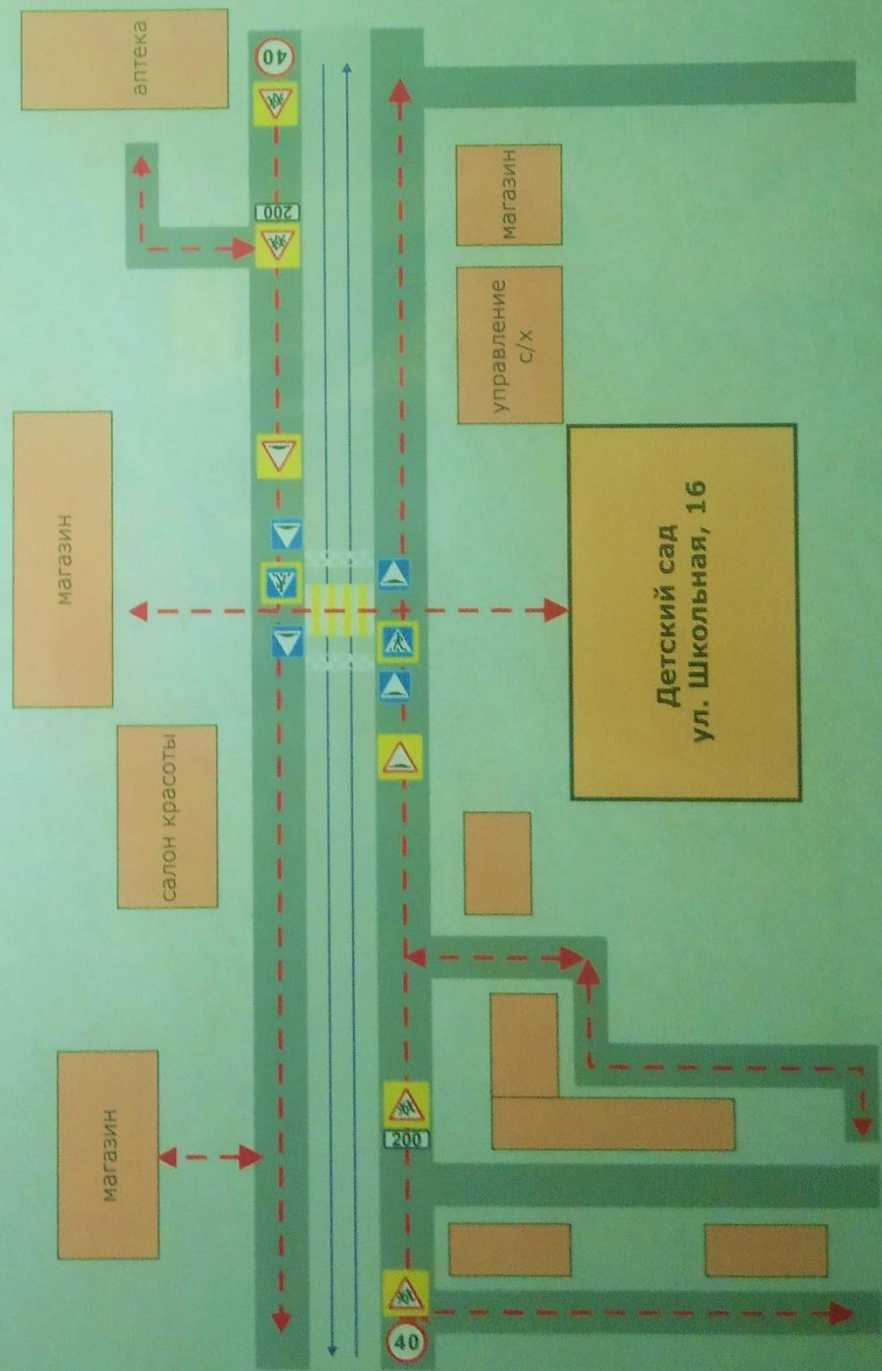 аптека
40
200
магазин
управление
с/х
магазин
Детский сад
ул. Школьная, 16
салон красоты
магазин
200
40